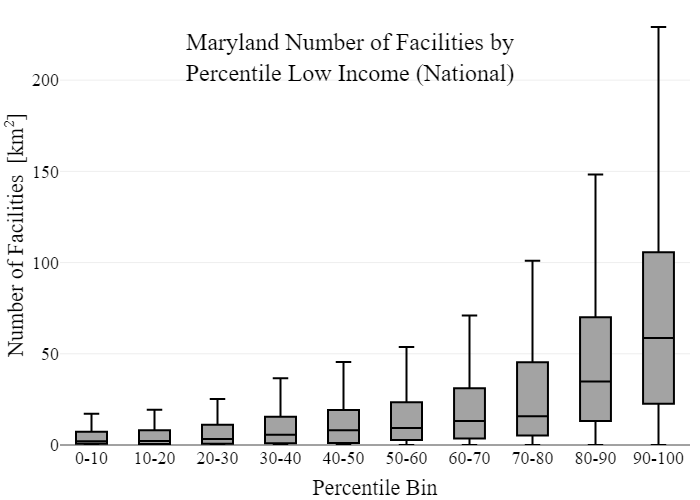 Maryland Number of Facilities by
Percentile Low Income (National)
Number of Facilities [km²]
200
150
100
50
0
0-10 10-20 20-30 30-40 40-50 50-60 60-70 70-80 80-90 90-100
Percentile Bin